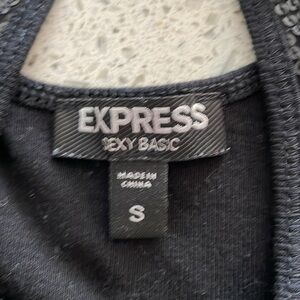 EXPRESS
SEXY BASIC
MADE IN
CHINA
S